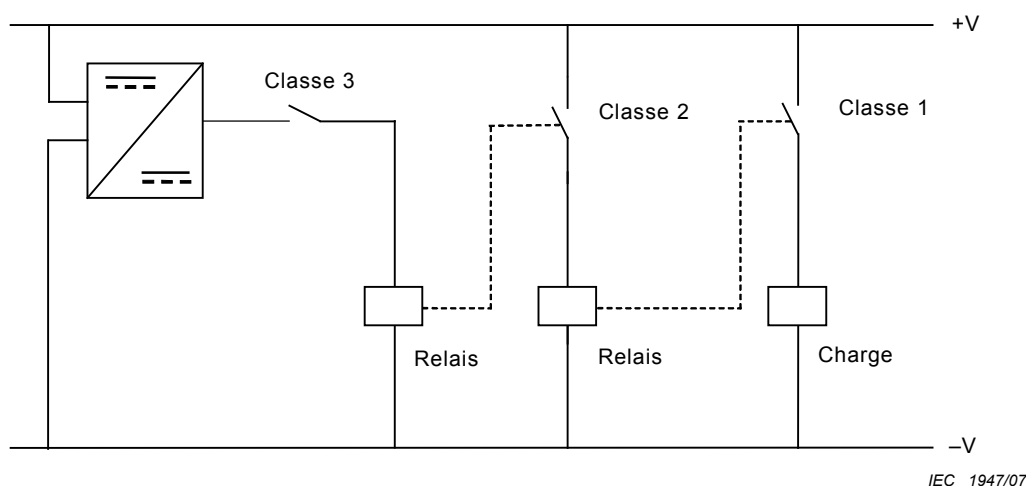 +V
Classe 3
Classe 2
Classe 1
Relais
Relais
Charge
–V
IEC 1947/07